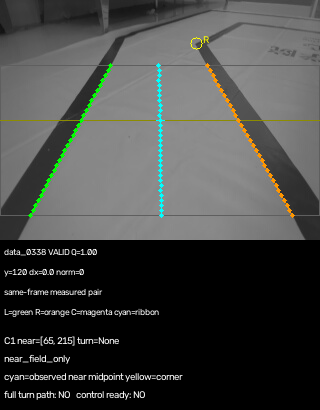 R
data_0338 VALID Q=1.00
y=120 dx=0.0 norm=0
same-frame measured pair
L=green R=orange C=magenta cyan=ribbon
C1 near=[65, 215] turn=None
near_field_only
cyan=observed near midpoint yellow=corner
full turn path: NO control ready: NO